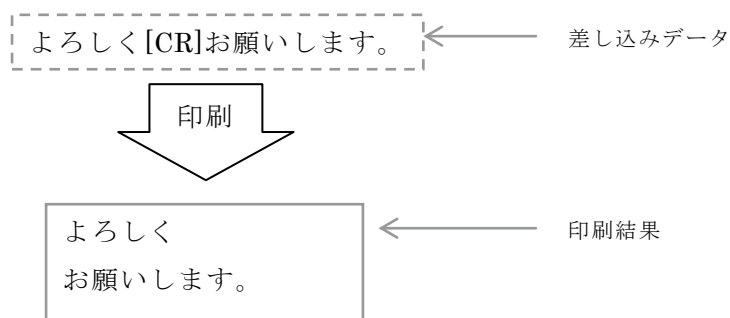 よろしく[CR]お願いします。
差し込みデータ
印刷
よろしく
お願いします。
印刷結果